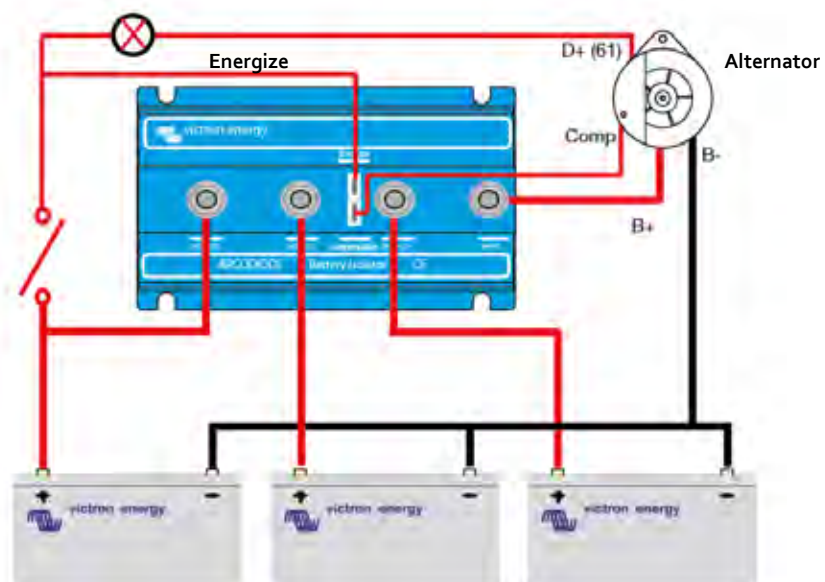 D+ (61)
Energize
Alternator
victron energy
Comp
B-
B+
ARGODIODE Battery Isolator CE
+ - + - + -
victron energy
victron energy
victron energy